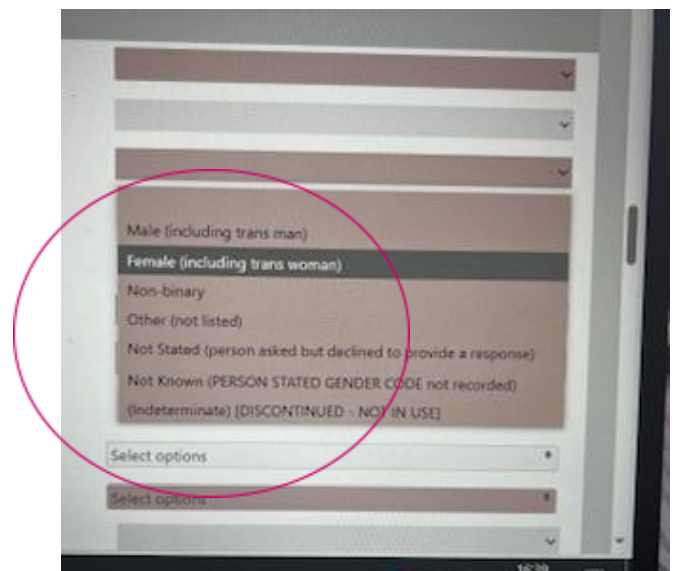 Male (including trans man)
Female (including trans woman)
Non-binary
Other (not listed)
Not Stated (person asked but declined to provide a response)
Not Known (PERSON STATED GENDER CODE not recorded)
(Indeterminate) [DISCONTINUED - NOT IN USE]
Select options
Select options
16:39